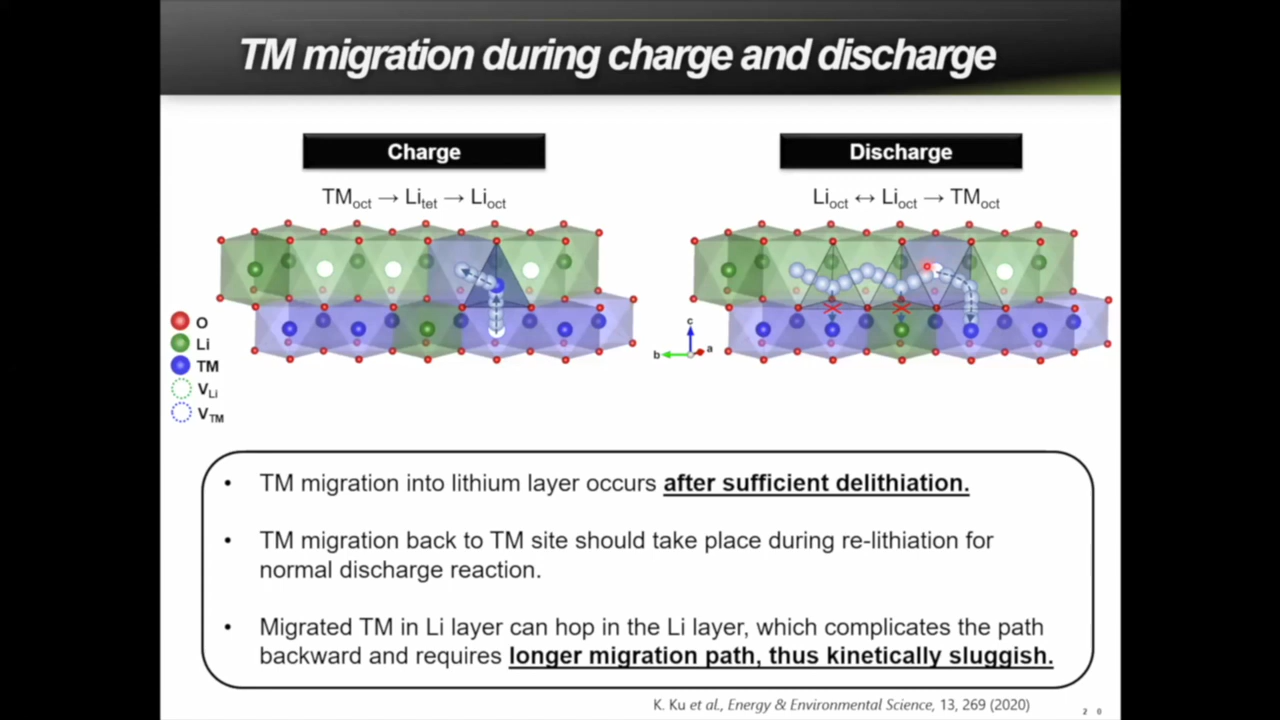 TM migration during charge and discharge
Charge
Discharge
TMoct → Litet → Lioct
Lioct ↔ Lioct → TMoct
O
Li
TM
VLi
VTM
c
b
a
• TM migration into lithium layer occurs after sufficient delithiation.
• TM migration back to TM site should take place during re-lithiation for
normal discharge reaction.
• Migrated TM in Li layer can hop in the Li layer, which complicates the path
backward and requires longer migration path, thus kinetically sluggish.
K. Ku et al., Energy & Environmental Science, 13, 269 (2020)
2 0